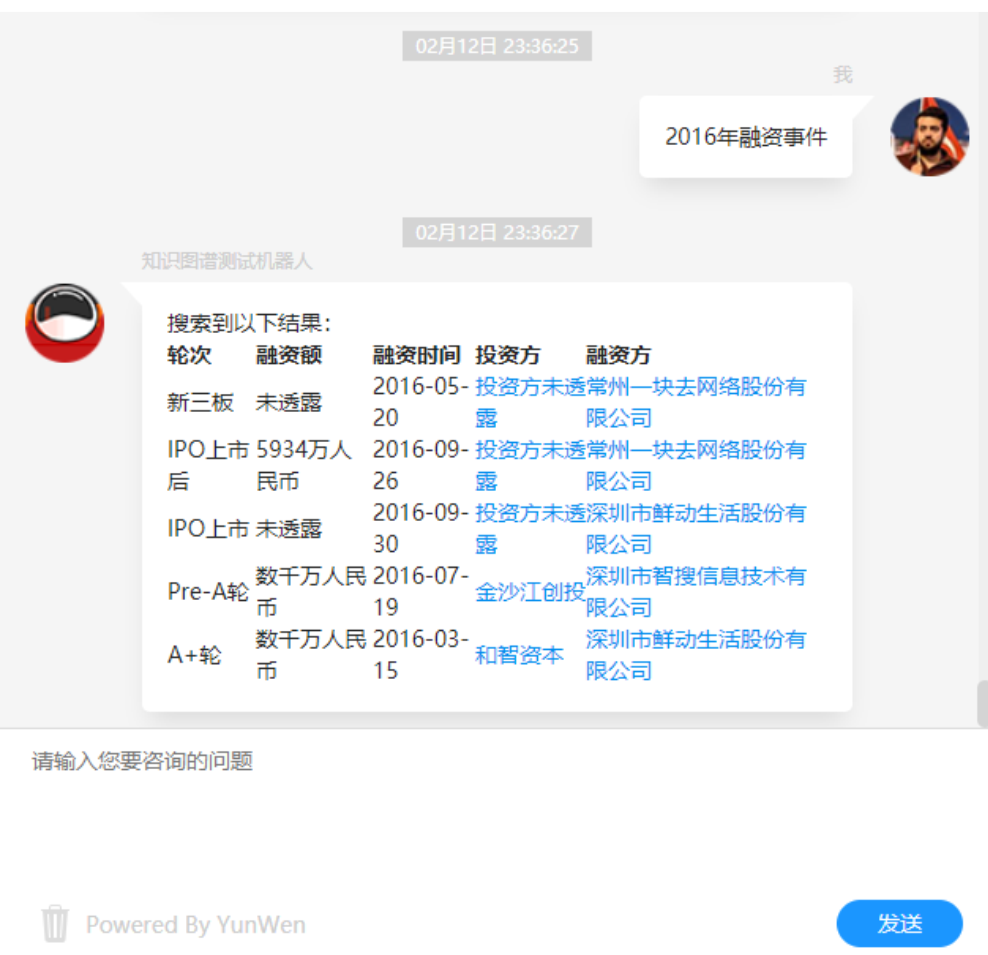 02月12日 23:36:25
我
2016年融资事件
02月12日 23:36:27
知识图谱测试机器人
搜索到以下结果:
轮次 融资额 融资时间 投资方 融资方
新三板 未透露 2016-05-20 投资方未透露 常州一块去网络股份有限公司
IPO上市后 5934万人民币 2016-09-26 投资方未透露 常州一块去网络股份有限公司
IPO上市 未透露 2016-09-30 投资方未透露 深圳市鲜动生活股份有限公司
Pre-A轮 数千万人民币 2016-07-19 金沙江创投 深圳市智搜信息技术有限公司
A+轮 数千万人民币 2016-03-15 和智资本 深圳市鲜动生活股份有限公司
请输入您要咨询的问题
Powered By YunWen
发送